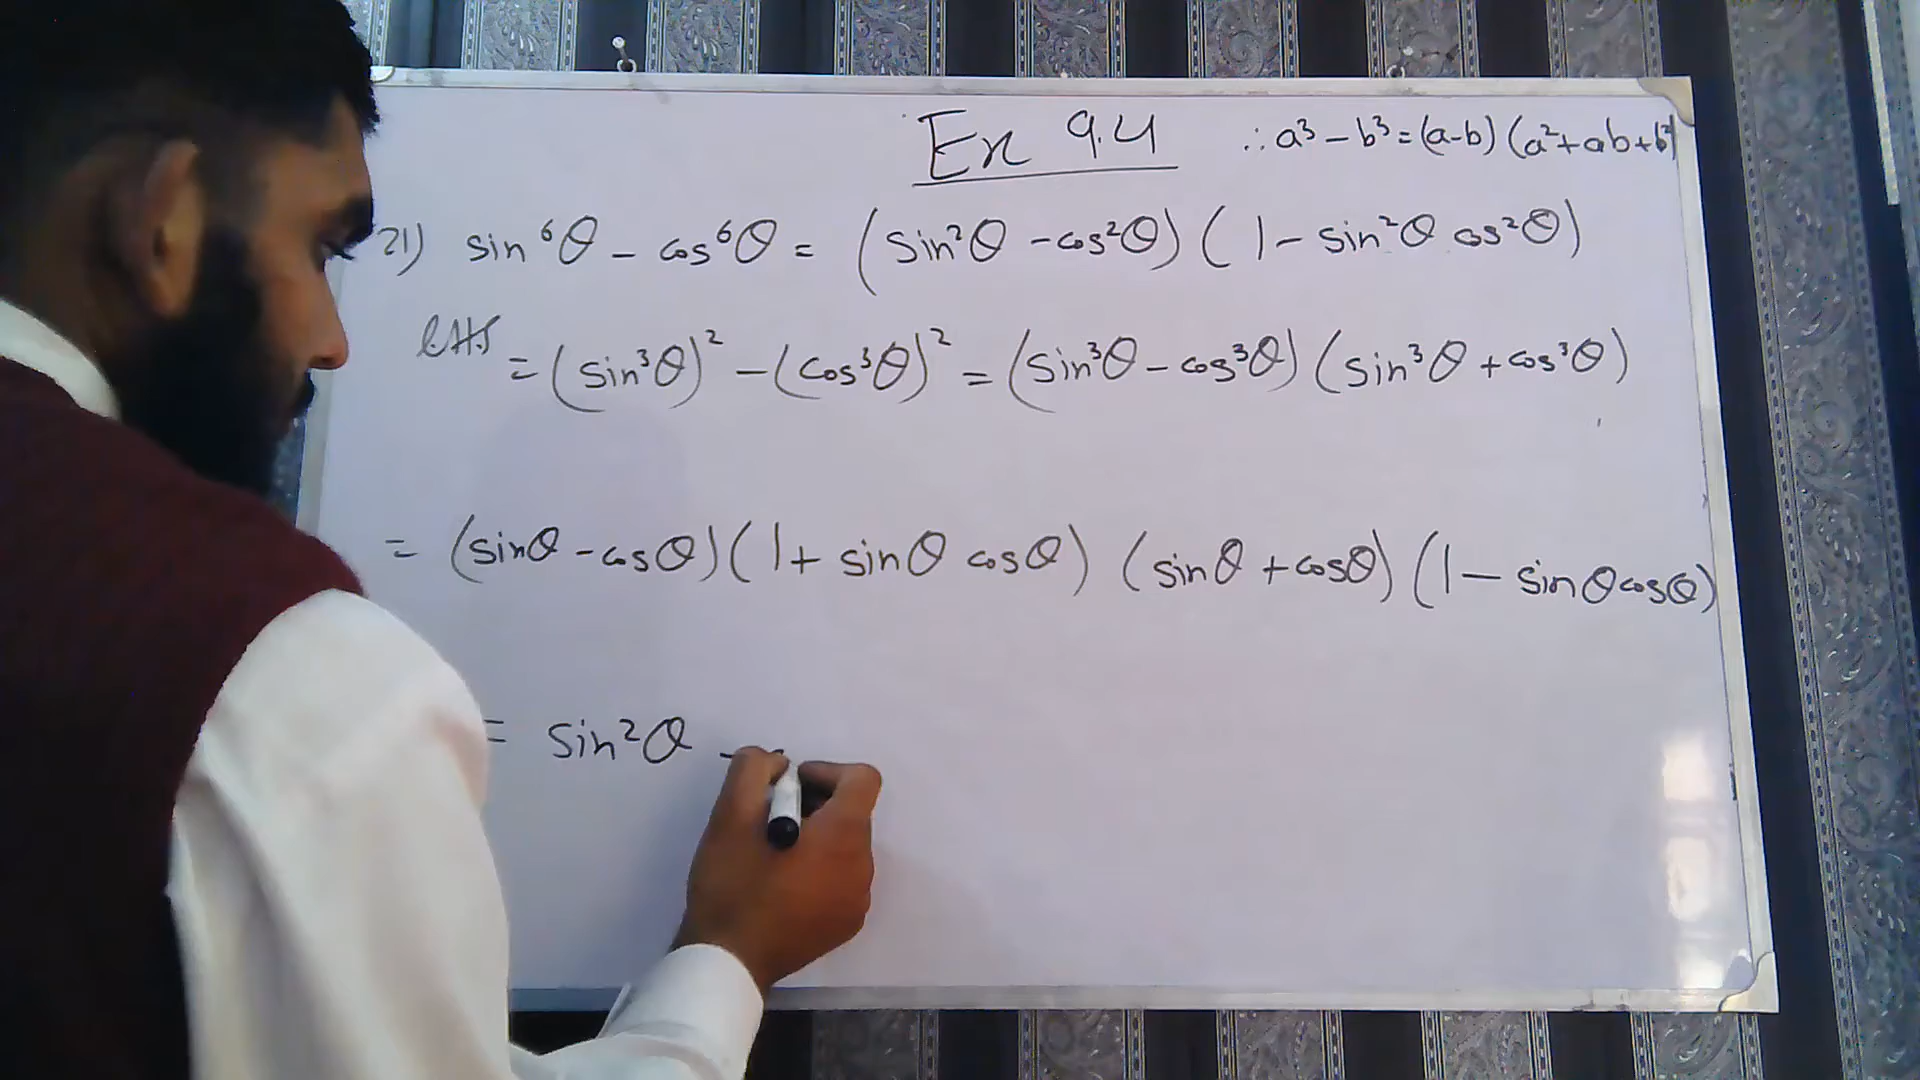 Ex 9.4
∴ a³ - b³ = (a-b) (a²+ab+b²)
21) sin⁶θ - cos⁶θ = (sin²θ - cos²θ) (1 - sin²θ cos²θ)
LHS
= (sin³θ)² - (cos³θ)² = (sin³θ - cos³θ) (sin³θ + cos³θ)
= (sinθ - cosθ) (1 + sinθ cosθ) (sinθ + cosθ) (1 - sinθ cosθ)
= sin²θ -